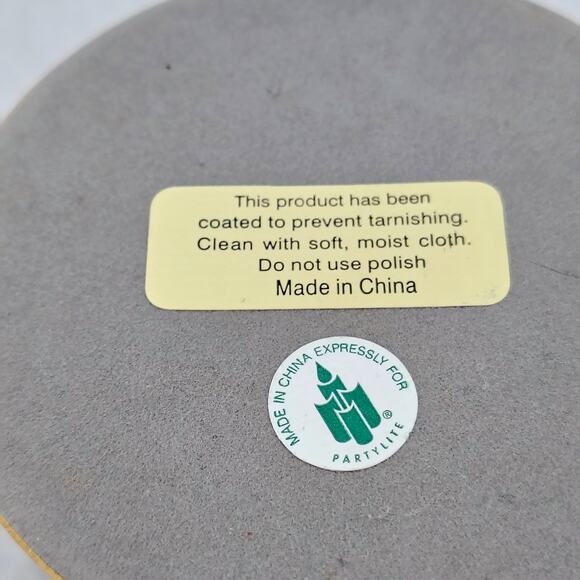 This product has been
coated to prevent tarnishing.
Clean with soft, moist cloth.
Do not use polish
Made in China
MADE IN CHINA EXPRESSLY FOR
PARTYLITE®